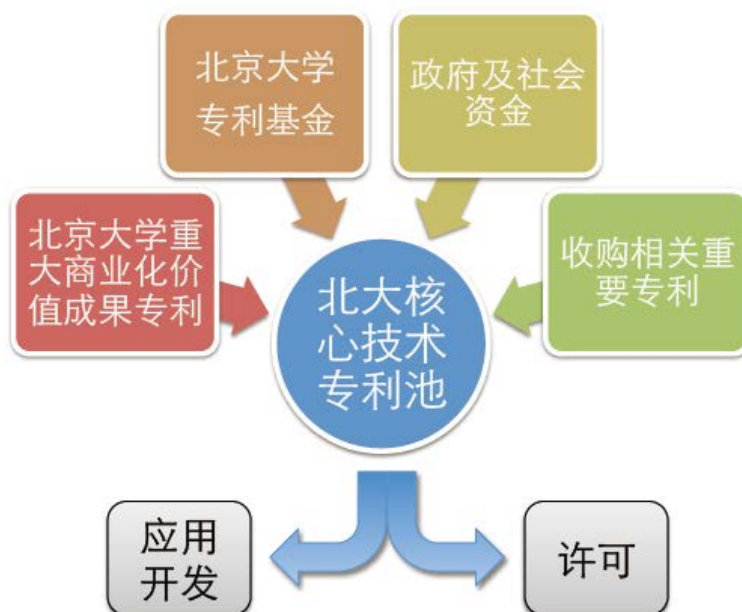 北京大学
专利基金
政府及社会
资金
北京大学重
大商业化价
值成果专利
收购相关重
要专利
北大核
心技术
专利池
应用
开发
许可